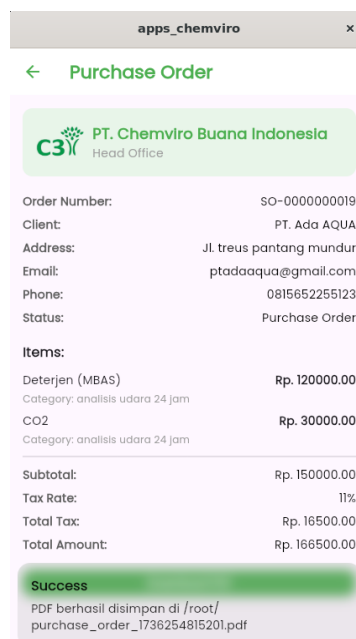 apps_chemviro ×
← Purchase Order
C3
PT. Chemviro Buana Indonesia
Head Office
Order Number: SO-0000000019
Client: PT. Ada AQUA
Address: Jl. treus pantang mundur
Email: ptadaaqua@gmail.com
Phone: 0815652255123
Status: Purchase Order
Items:
Deterjen (MBAS) Rp. 120000.00
Category: analisis udara 24 jam
CO2 Rp. 30000.00
Category: analisis udara 24 jam
Subtotal: Rp. 150000.00
Tax Rate: 11%
Total Tax: Rp. 16500.00
Total Amount: Rp. 166500.00
Success
PDF berhasil disimpan di /root/
purchase_order_1736254815201.pdf